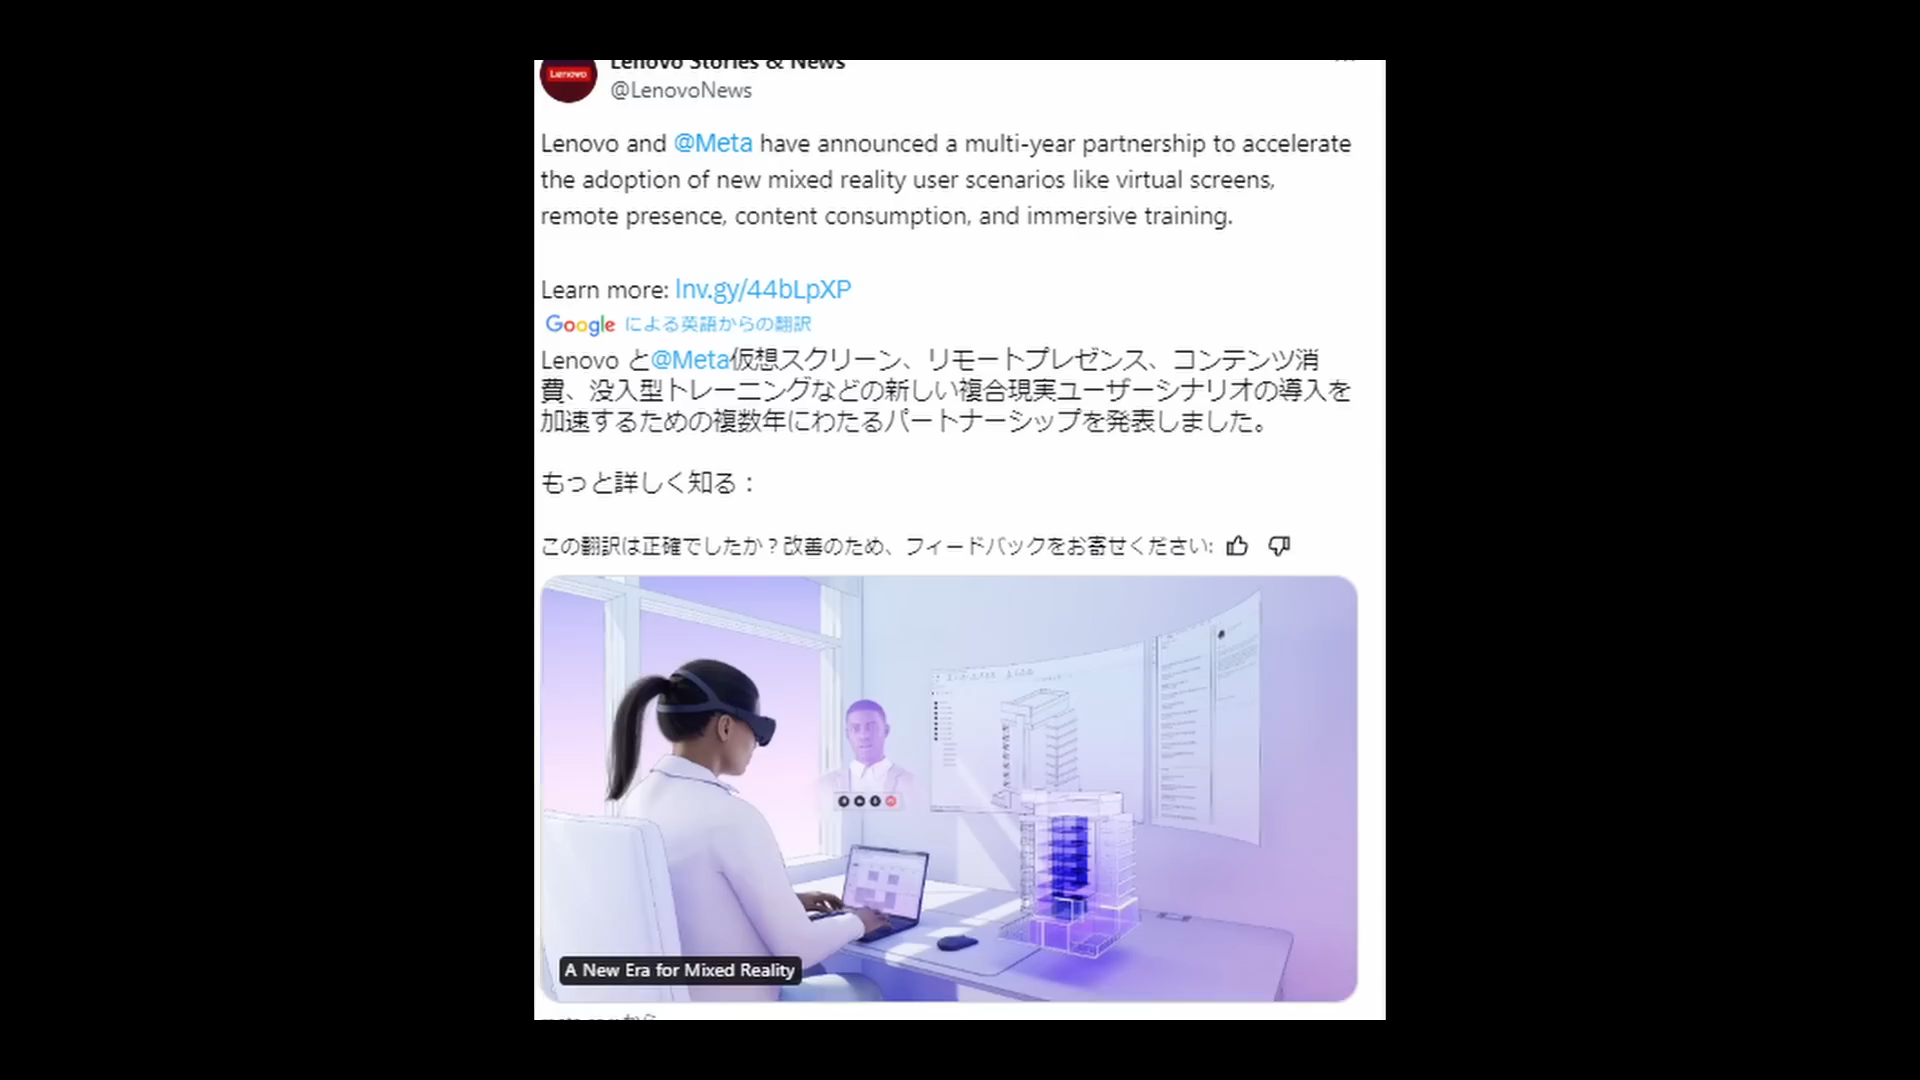 Lenovo
Lenovo Stories & News
@LenovoNews
Lenovo and @Meta have announced a multi-year partnership to accelerate
the adoption of new mixed reality user scenarios like virtual screens,
remote presence, content consumption, and immersive training.
Learn more: lnv.gy/44bLpXP
Google による英語からの翻訳
Lenovo と@Meta仮想スクリーン、リモートプレゼンス、コンテンツ消
費、没入型トレーニングなどの新しい複合現実ユーザーシナリオの導入を
加速するための複数年にわたるパートナーシップを発表しました。
もっと詳しく知る：
この翻訳は正確でしたか？改善のため、フィードバックをお寄せください:
A New Era for Mixed Reality